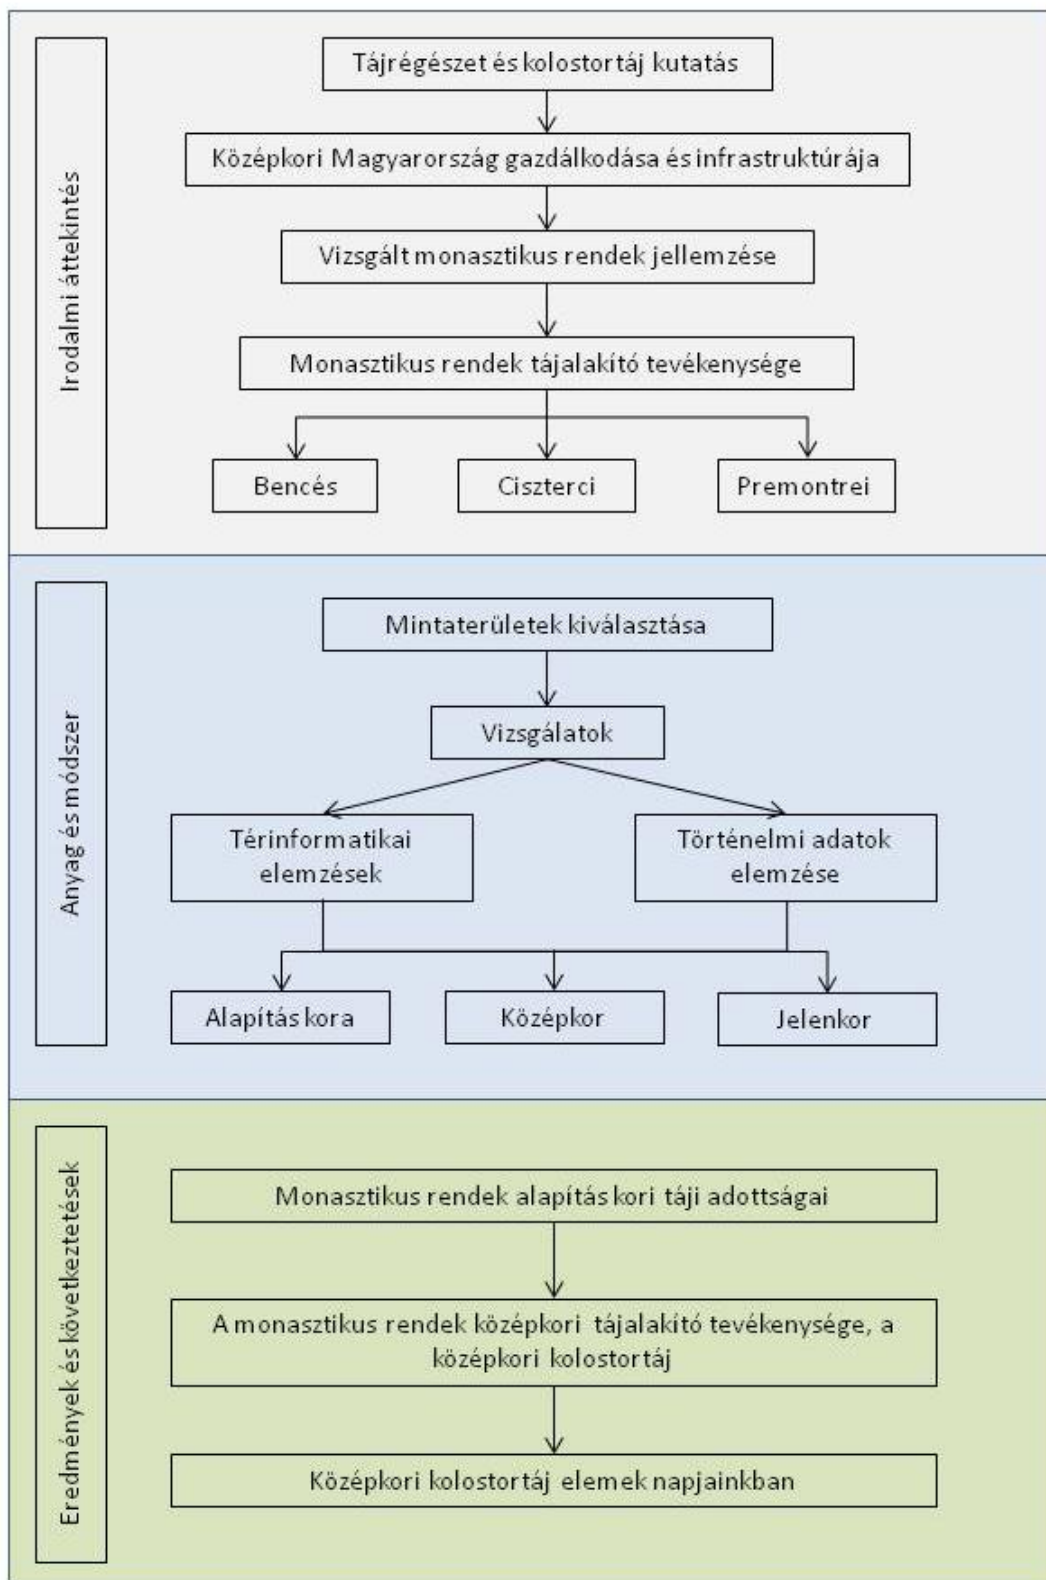 Irodalmi áttekintés
Tájrégészet és kolostortáj kutatás
Középkori Magyarország gazdálkodása és infrastruktúrája
Vizsgált monasztikus rendek jellemzése
Monasztikus rendek tájalakító tevékenysége
Bencés
Ciszterci
Premontrei
Anyag és módszer
Mintaterületek kiválasztása
Vizsgálatok
Térinformatikai
elemzések
Történelmi adatok
elemzése
Alapítás kora
Középkor
Jelenkor
Eredmények és következtetések
Monasztikus rendek alapítás kori táji adottságai
A monasztikus rendek középkori tájalakító tevékenysége, a
középkori kolostortáj
Középkori kolostortáj elemek napjainkban